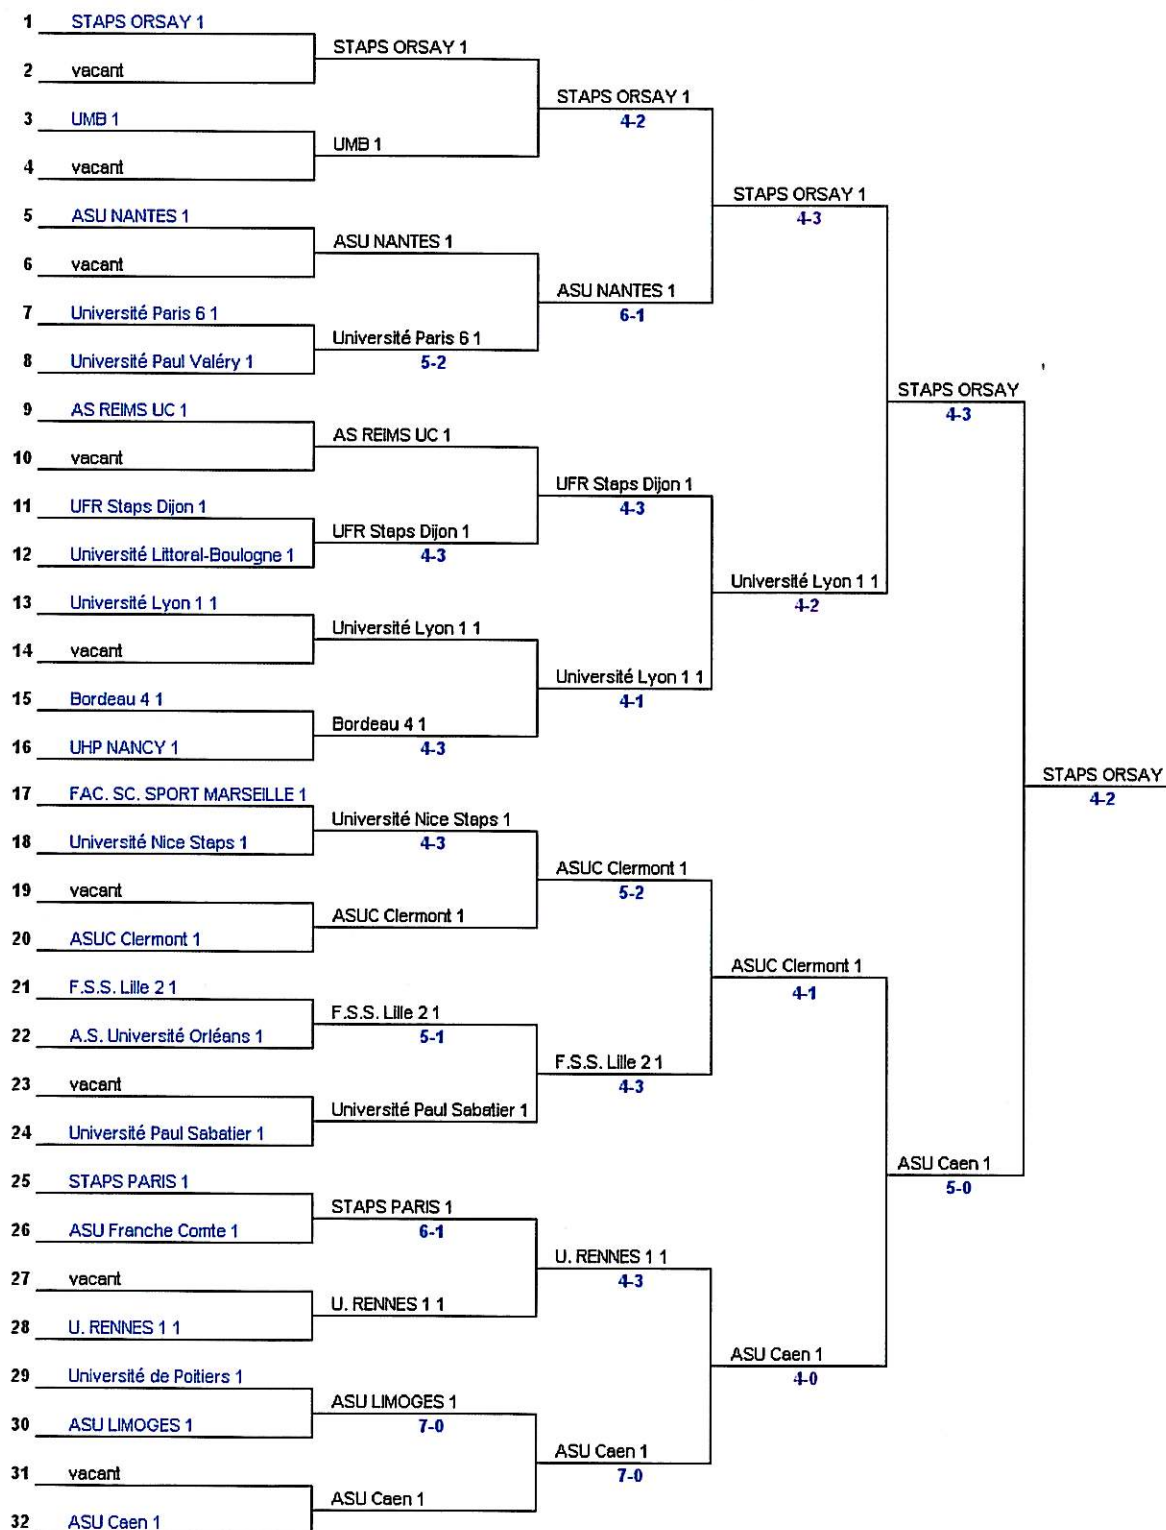 1 STAPS ORSAY 1
2 vacant
3 UMB 1
4 vacant
5 ASU NANTES 1
6 vacant
7 Université Paris 6 1
8 Université Paul Valéry 1
9 AS REIMS UC 1
10 vacant
11 UFR Staps Dijon 1
12 Université Littoral-Boulogne 1
13 Université Lyon 1 1
14 vacant
15 Bordeau 4 1
16 UHP NANCY 1
17 FAC. SC. SPORT MARSEILLE 1
18 Université Nice Staps 1
19 vacant
20 ASUC Clermont 1
21 F.S.S. Lille 2 1
22 A.S. Université Orléans 1
23 vacant
24 Université Paul Sabatier 1
25 STAPS PARIS 1
26 ASU Franche Comte 1
27 vacant
28 U. RENNES 1 1
29 Université de Poitiers 1
30 ASU LIMOGES 1
31 vacant
32 ASU Caen 1
STAPS ORSAY 1
UMB 1
ASU NANTES 1
Université Paris 6 1
5-2
AS REIMS UC 1
UFR Staps Dijon 1
4-3
Université Lyon 1 1
Bordeau 4 1
4-3
Université Nice Staps 1
4-3
ASUC Clermont 1
F.S.S. Lille 2 1
5-1
Université Paul Sabatier 1
STAPS PARIS 1
6-1
U. RENNES 1 1
ASU LIMOGES 1
7-0
ASU Caen 1
STAPS ORSAY 1
4-2
ASU NANTES 1
6-1
UFR Staps Dijon 1
4-3
Université Lyon 1 1
4-1
ASUC Clermont 1
5-2
F.S.S. Lille 2 1
4-3
U. RENNES 1 1
4-3
ASU Caen 1
7-0
STAPS ORSAY 1
4-3
Université Lyon 1 1
4-2
ASUC Clermont 1
4-1
ASU Caen 1
4-0
STAPS ORSAY
4-3
ASU Caen 1
5-0
STAPS ORSAY
4-2